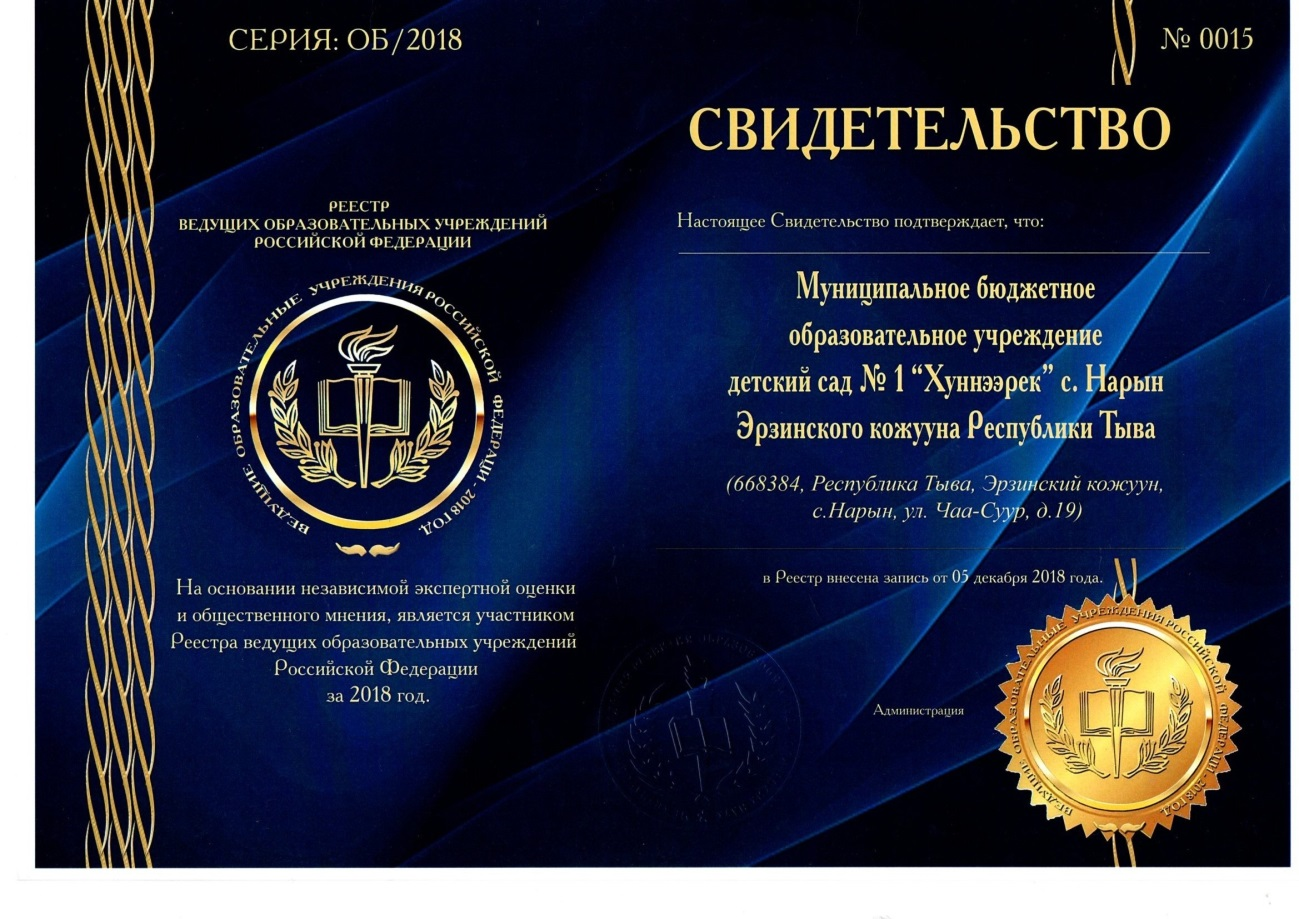 СЕРИЯ: ОБ/2018
№ 0015
СВИДЕТЕЛЬСТВО
РЕЕСТР
ВЕДУЩИХ ОБРАЗОВАТЕЛЬНЫХ УЧРЕЖДЕНИЙ
РОССИЙСКОЙ ФЕДЕРАЦИИ
ВЕДУЩИЕ ОБРАЗОВАТЕЛЬНЫЕ УЧРЕЖДЕНИЯ РОССИЙСКОЙ ФЕДЕРАЦИ - 2018 ГОД.
На основании независимой экспертной оценки
и общественного мнения, является участником
Реестра ведущих образовательных учреждений
Российской Федерации
за 2018 год.
Настоящее Свидетельство подтверждает, что:
Муниципальное бюджетное
образовательное учреждение
детский сад № 1 “Хуннээрек” с. Нарын
Эрзинского кожууна Республики Тыва
(668384, Республика Тыва, Эрзинский кожуун,
с.Нарын, ул. Чаа-Суур, д.19)
в Реестр внесена запись от 05 декабря 2018 года.
Администрация
ВЕДУЩИЕ ОБРАЗОВАТЕЛЬНЫЕ УЧРЕЖДЕНИЯ РОССИЙСКОЙ ФЕДЕРАЦИ - 2018 ГОД.